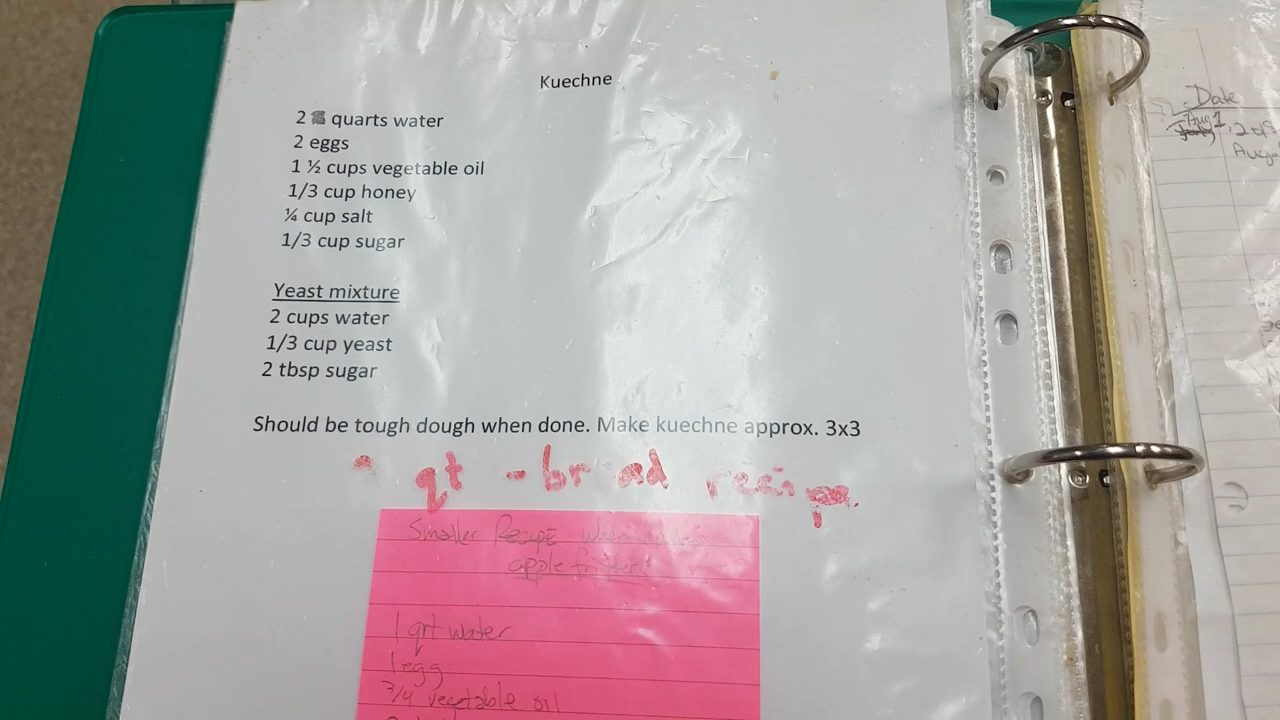 Kuechne
2 quarts water
2 eggs
1 ½ cups vegetable oil
1/3 cup honey
¼ cup salt
1/3 cup sugar
Yeast mixture
2 cups water
1/3 cup yeast
2 tbsp sugar
Should be tough dough when done. Make kuechne approx. 3x3
qt
Smaller Recipe When
apple
1 qrt water
1 egg
3/4 vegetable oil
Date
Aug 1